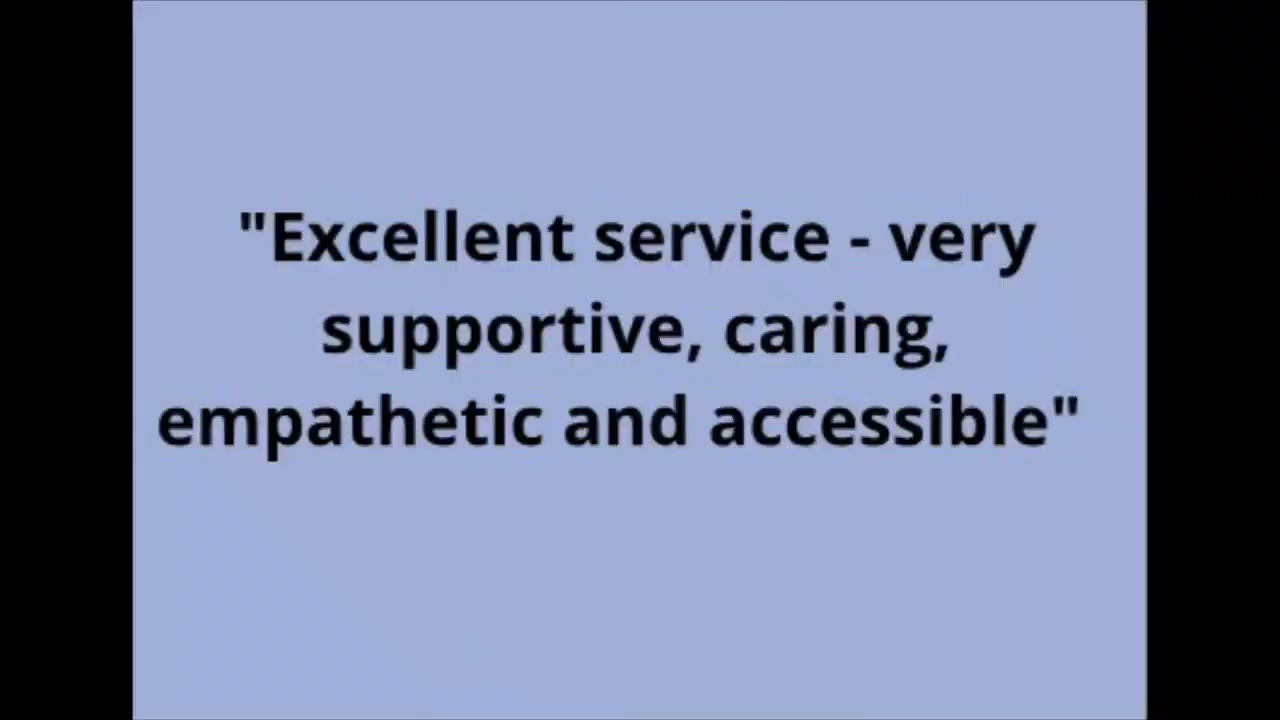 "Excellent service - very
supportive, caring,
empathetic and accessible"